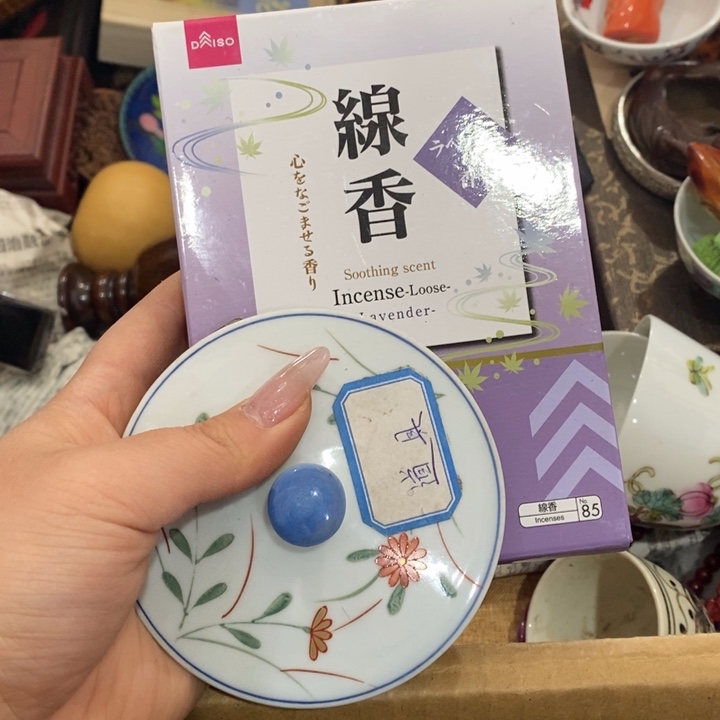 DAISO
線香
心をなごませる香り
Soothing scent
Incense-Loose-
Lavender-
線香
Incenses
No.
85